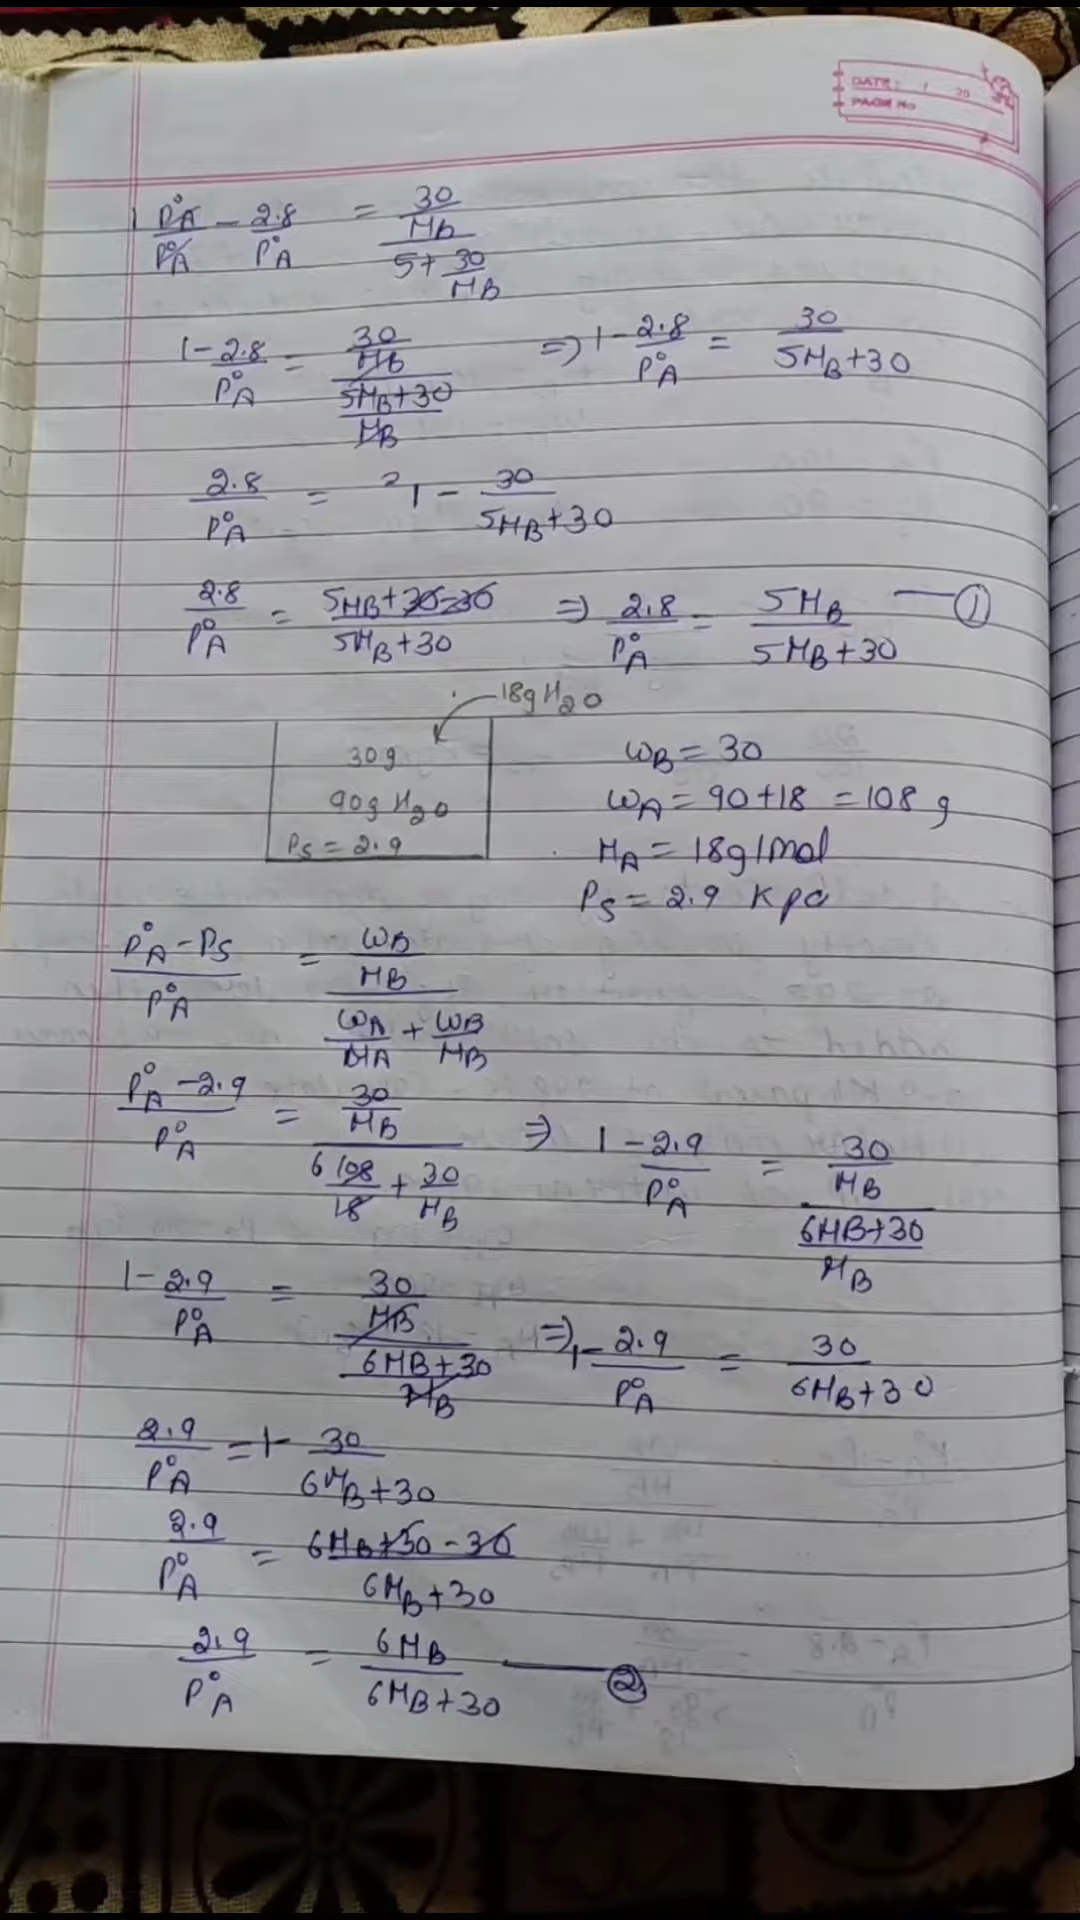 DATE: / 20
PAGE No
P°A/P°A - 2.8/P°A = (30/MB)/(5 + 30/MB)
1 - 2.8/P°A = (30/MB)/((5MB+30)/MB) => 1 - 2.8/P°A = 30/(5MB+30)
2.8/P°A = 1 - 30/(5MB+30)
2.8/P°A = (5MB+30-30)/(5MB+30) => 2.8/P°A = 5MB/(5MB+30) — ①
18g H2O
30g
90g H2O
Ps = 2.9
WB = 30
WA = 90+18 = 108 g
MA = 18g/mol
Ps = 2.9 Kpa
(P°A - Ps)/P°A = (WB/MB)/(WA/MA + WB/MB)
(P°A - 2.9)/P°A = (30/MB)/(6 108/18 + 30/MB) => 1 - 2.9/P°A = (30/MB)/((6MB+30)/MB)
1 - 2.9/P°A = (30/MB)/((6MB+30)/MB) => 1 - 2.9/P°A = 30/(6MB+30)
2.9/P°A = 1 - 30/(6MB+30)
2.9/P°A = (6MB+30-30)/(6MB+30)
2.9/P°A = 6MB/(6MB+30) — ②